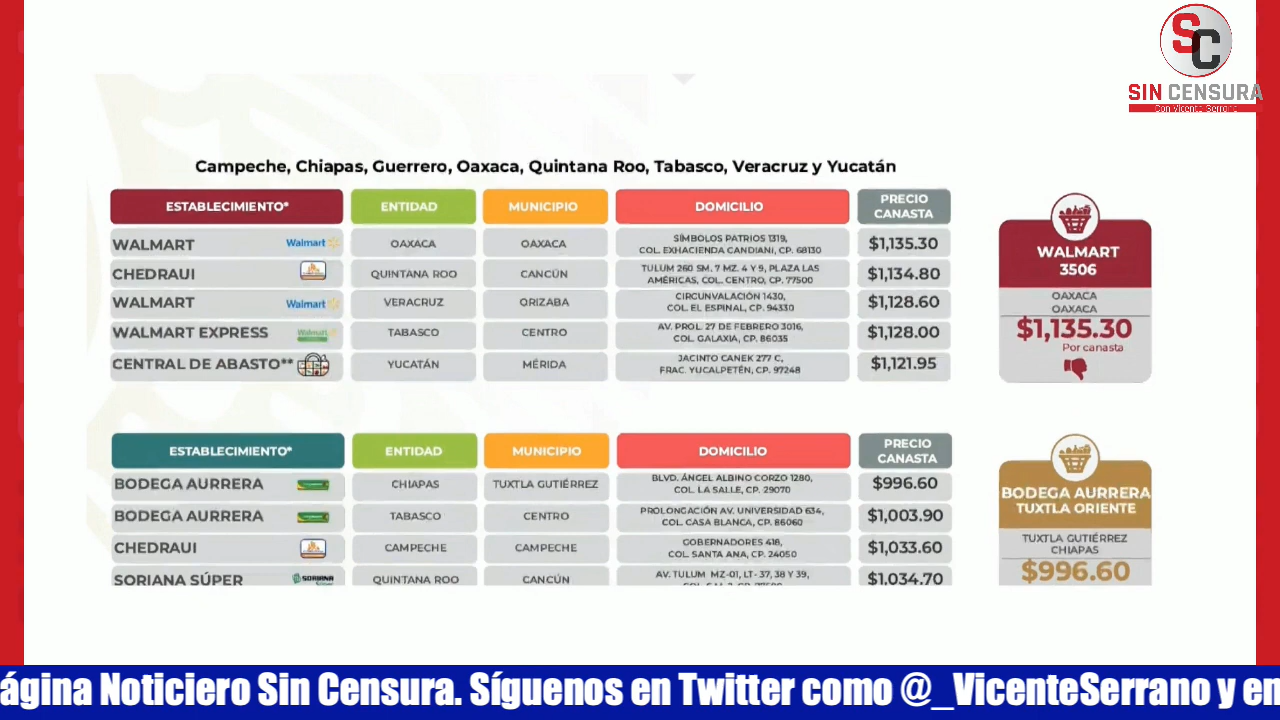 SC
SIN CENSURA
Con Vicente Serrano
Campeche, Chiapas, Guerrero, Oaxaca, Quintana Roo, Tabasco, Veracruz y Yucatán
ESTABLECIMIENTO* ENTIDAD MUNICIPIO DOMICILIO PRECIO CANASTA
WALMART Walmart OAXACA OAXACA SÍMBOLOS PATRIOS 1319, $1,135.30
COL. EXHACIENDA CANDIANI, CP. 68130
CHEDRAUI QUINTANA ROO CANCÚN TULUM 260 SM. 7 MZ. 4 Y 9, PLAZA LAS $1,134.80
AMÉRICAS, COL. CENTRO, CP. 77500
WALMART Walmart VERACRUZ ORIZABA CIRCUNVALACIÓN 1430, $1,128.60
COL. EL ESPINAL, CP. 94330
WALMART EXPRESS Walmart TABASCO CENTRO AV. PROL. 27 DE FEBRERO 3016, $1,128.00
COL. GALAXIA, CP. 86035
CENTRAL DE ABASTO** YUCATÁN MÉRIDA JACINTO CANEK 277 C, $1,121.95
FRAC. YUCALPETÉN, CP. 97248
WALMART
3506
OAXACA
OAXACA
$1,135.30
Por canasta
ESTABLECIMIENTO* ENTIDAD MUNICIPIO DOMICILIO PRECIO CANASTA
BODEGA AURRERA CHIAPAS TUXTLA GUTIÉRREZ BLVD. ÁNGEL ALBINO CORZO 1280, $996.60
COL. LA SALLE, CP. 29070
BODEGA AURRERA TABASCO CENTRO PROLONGACIÓN AV. UNIVERSIDAD 634, $1,003.90
COL. CASA BLANCA, CP. 86060
CHEDRAUI CAMPECHE CAMPECHE GOBERNADORES 418, $1,033.60
COL. SANTA ANA, CP. 24050
SORIANA SÚPER SORIANA QUINTANA ROO CANCÚN AV. TULUM MZ-01, LT- 37, 38 Y 39, $1,034.70
BODEGA AURRERA
TUXTLA ORIENTE
TUXTLA GUTIÉRREZ
CHIAPAS
$996.60
ágina Noticiero Sin Censura. Síguenos en Twitter como @_VicenteSerrano y en